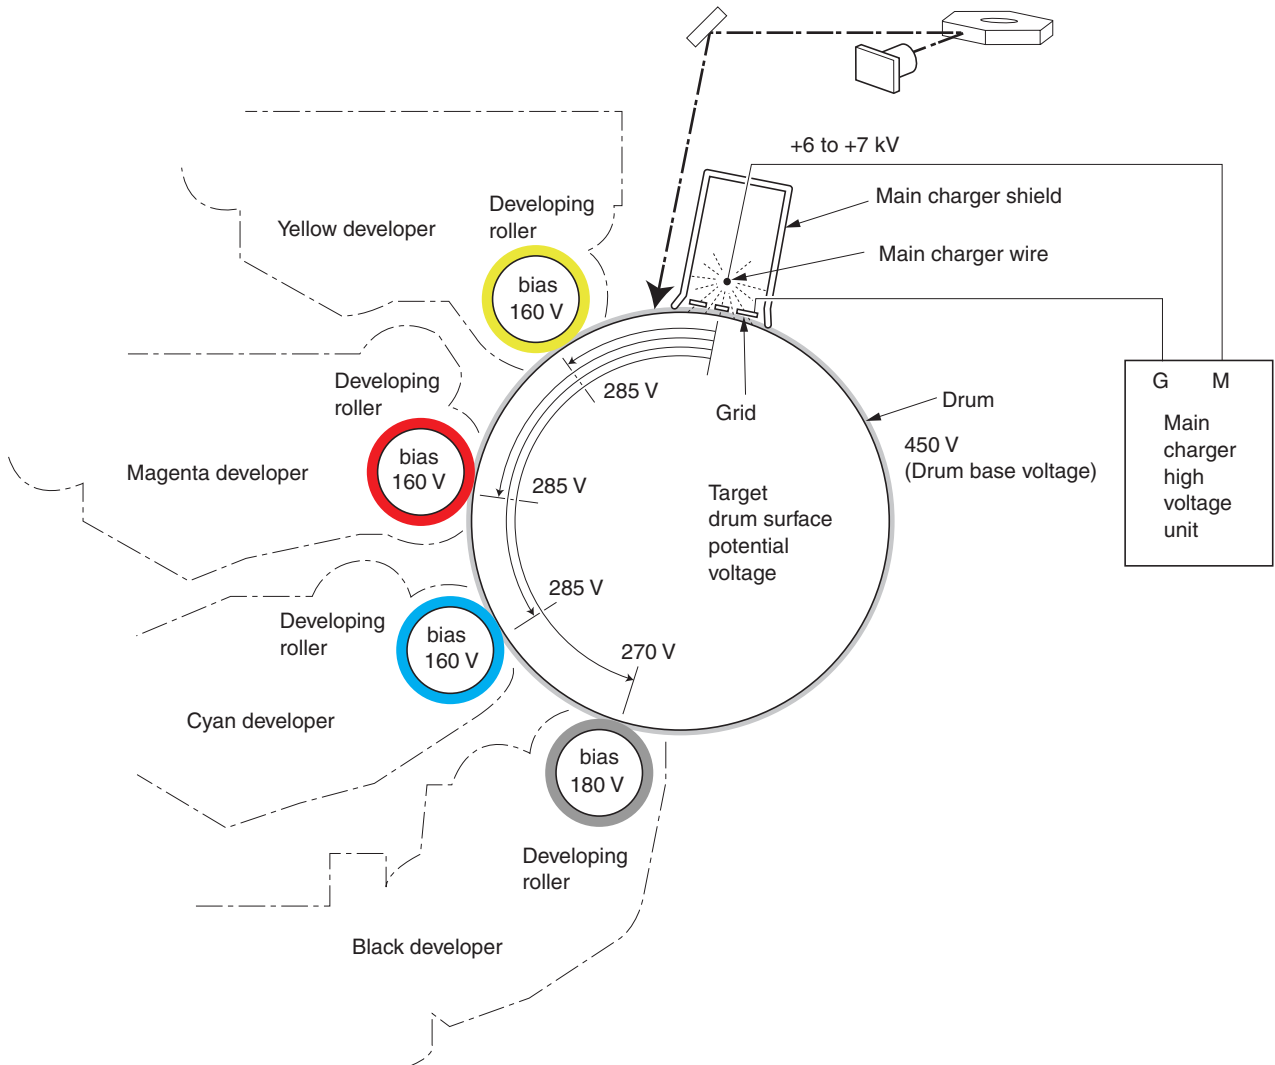 +6 to +7 kV
Main charger shield
Main charger wire
Developing
roller
Yellow developer
bias
160 V
285 V
Grid
Drum
450 V
(Drum base voltage)
G
M
Main
charger
high
voltage
unit
Developing
roller
Magenta developer
bias
160 V
285 V
Target
drum surface
potential
voltage
285 V
Developing
roller
bias
160 V
Cyan developer
270 V
bias
180 V
Developing
roller
Black developer